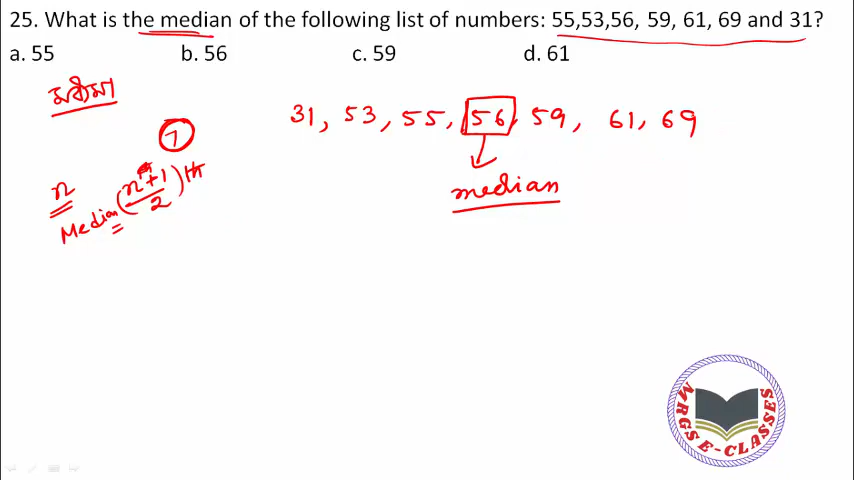 25. What is the median of the following list of numbers: 55,53,56, 59, 61, 69 and 31?
a. 55 b. 56 c. 59 d. 61
মধ্যমা
31, 53, 55, 56, 59, 61, 69
7
n
Median (n+1/2)th
median
MRGS E-CLASSES